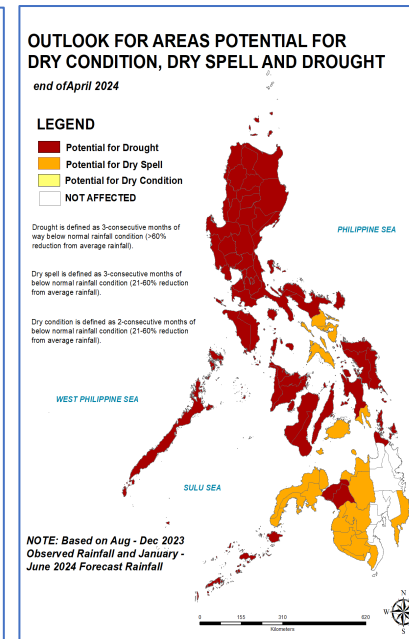 OUTLOOK FOR AREAS POTENTIAL FOR
DRY CONDITION, DRY SPELL AND DROUGHT
end ofApril 2024
LEGEND
Potential for Drought
Potential for Dry Spell
Potential for Dry Condition
NOT AFFECTED
Drought is defined as 3-consecutive months of
way below normal rainfall condition (>60%
reduction from average rainfall).
Dry spell is defined as 3-consecutive months of
below normal rainfall condition (21-60% reduction
from average rainfall).
Dry condition is defined as 2-consecutive months of
below normal rainfall condition (21-60% reduction
from average rainfall).
PHILIPPINE SEA
WEST PHILIPPINE SEA
SULU SEA
NOTE: Based on Aug - Dec 2023
Observed Rainfall and January -
June 2024 Forecast Rainfall
0 155 310 620
Kilometers
N
W
S